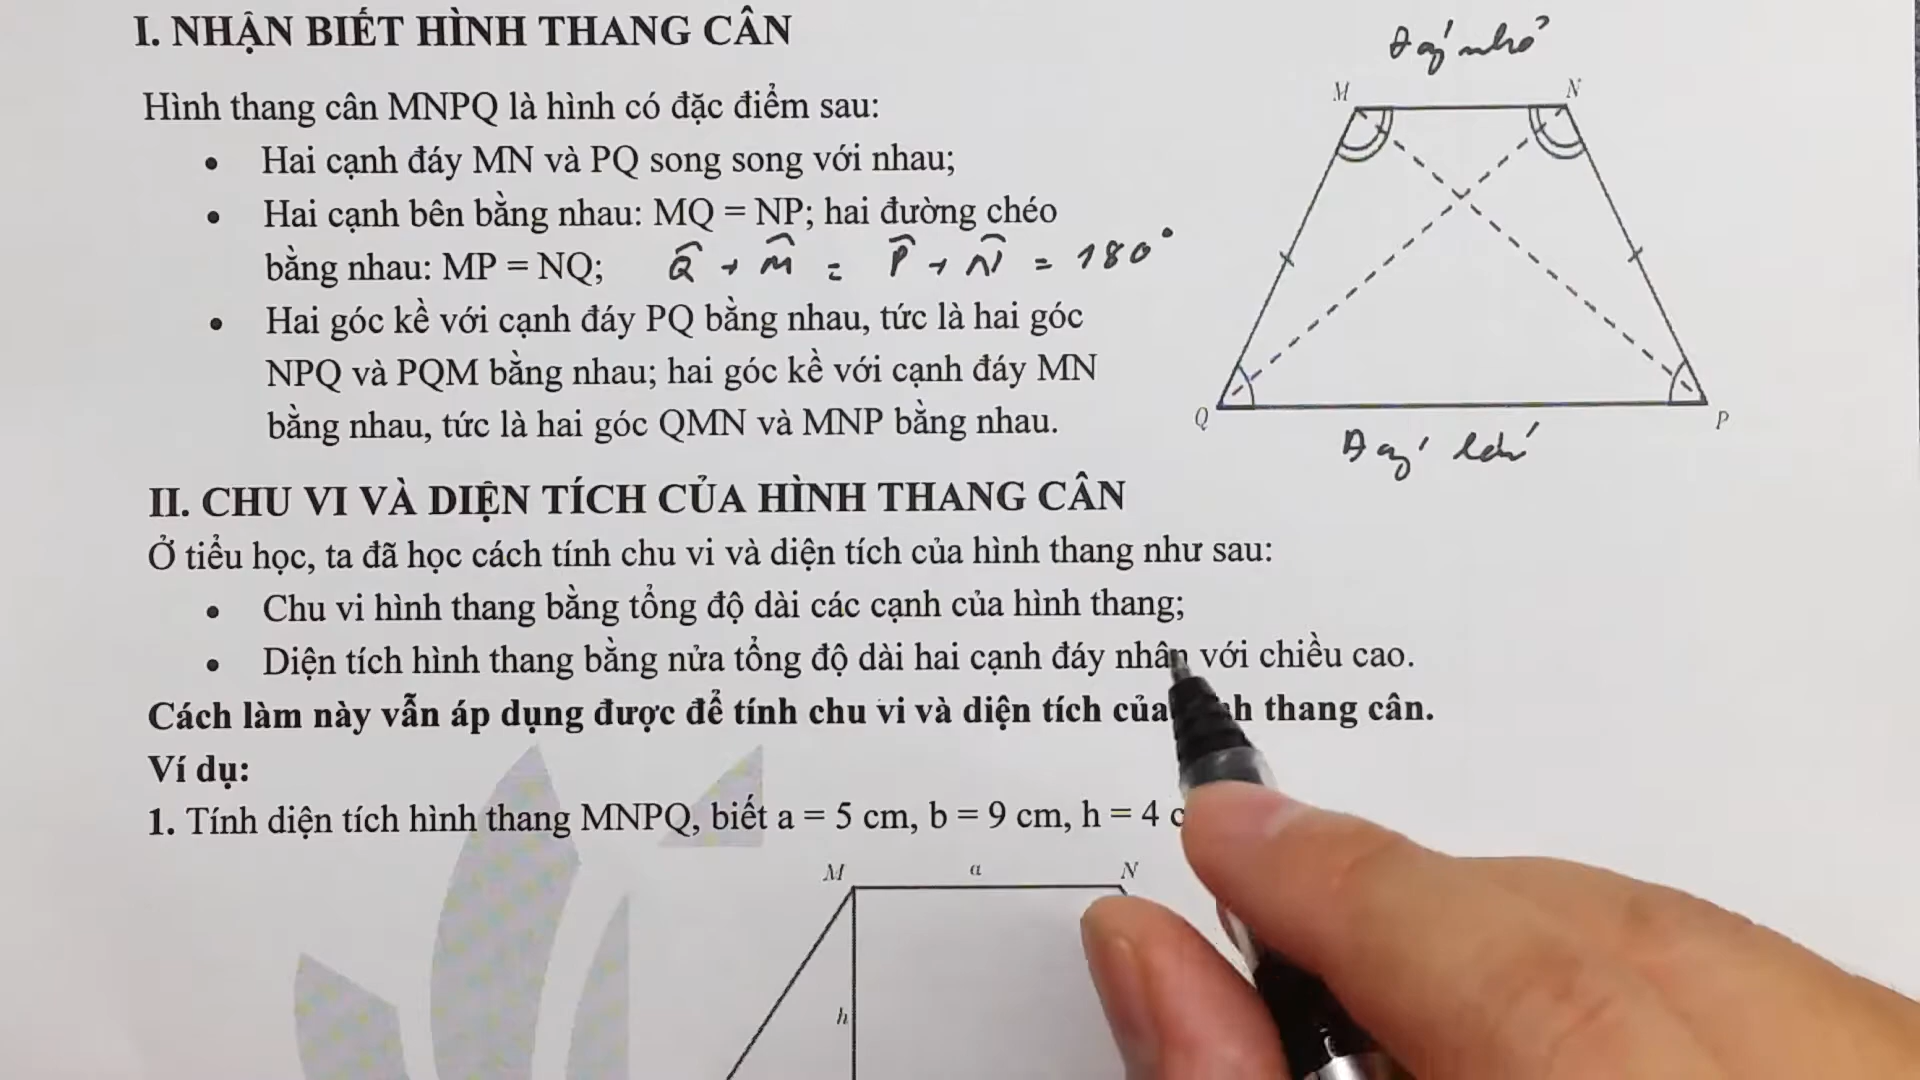 I. NHẬN BIẾT HÌNH THANG CÂN
Đáy nhỏ
M
N
Hình thang cân MNPQ là hình có đặc điểm sau:
• Hai cạnh đáy MN và PQ song song với nhau;
• Hai cạnh bên bằng nhau: MQ = NP; hai đường chéo
bằng nhau: MP = NQ; Q̂ + M̂ = P̂ + N̂ = 180°
• Hai góc kề với cạnh đáy PQ bằng nhau, tức là hai góc
NPQ và PQM bằng nhau; hai góc kề với cạnh đáy MN
bằng nhau, tức là hai góc QMN và MNP bằng nhau.
Q
P
Đáy lớn
II. CHU VI VÀ DIỆN TÍCH CỦA HÌNH THANG CÂN
Ở tiểu học, ta đã học cách tính chu vi và diện tích của hình thang như sau:
• Chu vi hình thang bằng tổng độ dài các cạnh của hình thang;
• Diện tích hình thang bằng nửa tổng độ dài hai cạnh đáy nhân với chiều cao.
Cách làm này vẫn áp dụng được để tính chu vi và diện tích của thang cân.
Ví dụ:
1. Tính diện tích hình thang MNPQ, biết a = 5 cm, b = 9 cm, h = 4
M
a
N
h